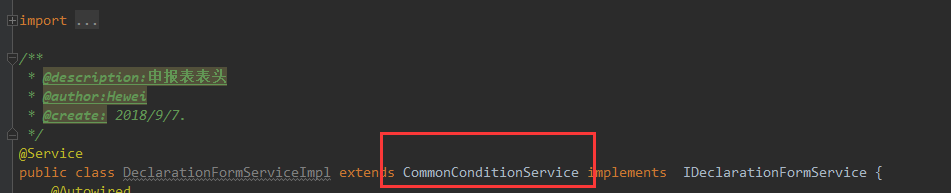 import ...
/**
 * @description:申报表表头
 * @author:Hewei
 * @create: 2018/9/7.
 */
@Service
public class DeclarationFormServiceImpl extends CommonConditionService implements  IDeclarationFormService {
@Autowired